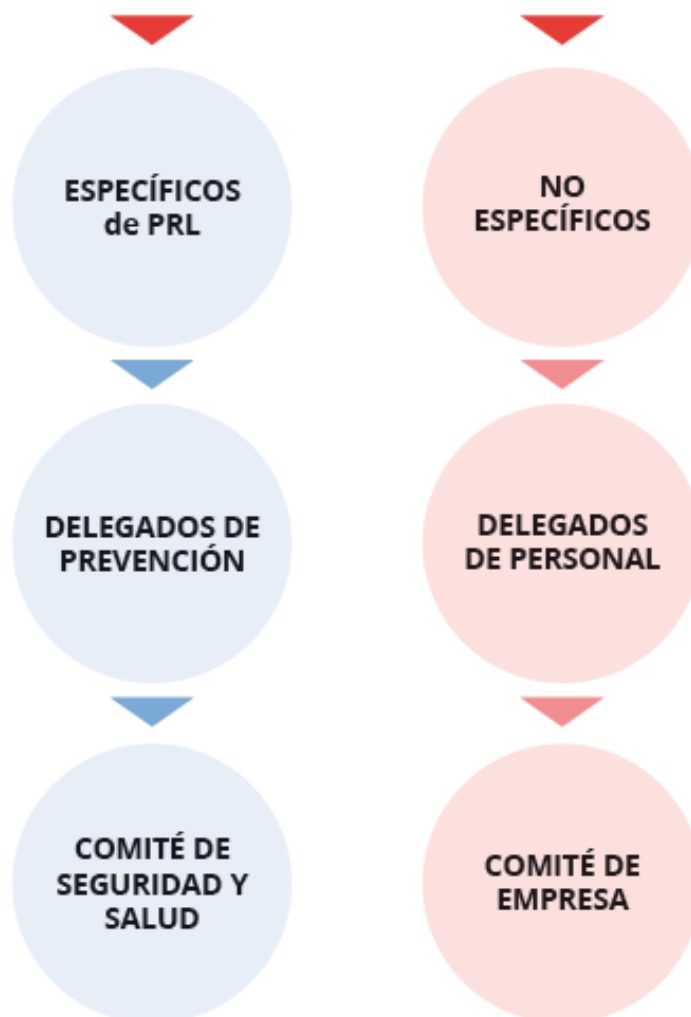 ESPECÍFICOS
de PRL
NO
ESPECÍFICOS
DELEGADOS DE
PREVENCIÓN
DELEGADOS
DE PERSONAL
COMITÉ DE
SEGURIDAD Y
SALUD
COMITÉ DE
EMPRESA